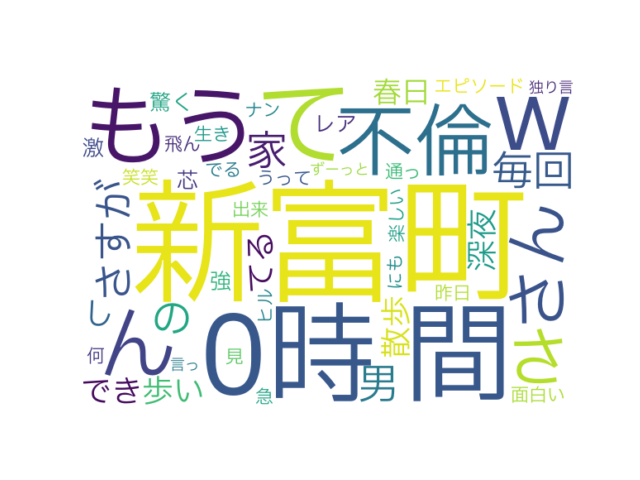 もう
て
不倫
W
新富町
0時間
さん
ん
さ
の
てる
家
毎回
春日
エピソード
独り言
驚く
ナン
レア
激
飛ん
生き
でる
うって
ずーっと
通っ
笑笑
芯
さすが
し
出来
強
ヒル
にも
楽しい
深夜
昨日
散歩
男
何
でき
歩い
言っ
見
急
面白い